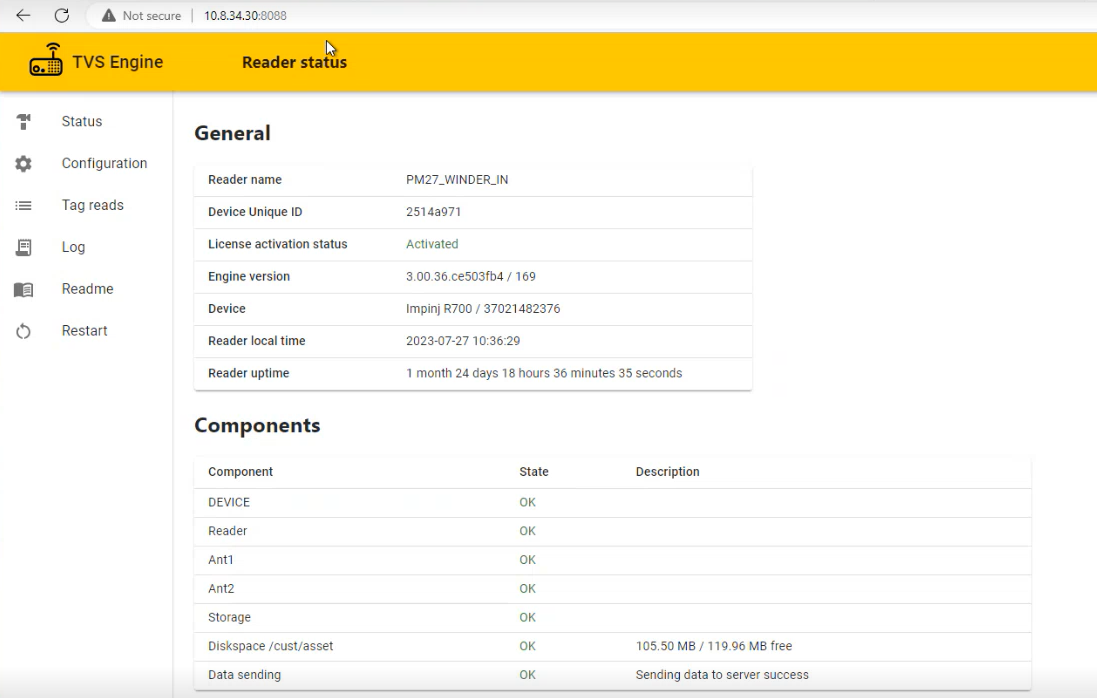 Not secure | 10.8.34.30:8088
TVS Engine
Reader status
Status
Configuration
Tag reads
Log
Readme
Restart
General
Reader name PM27_WINDER_IN
Device Unique ID 2514a971
License activation status Activated
Engine version 3.00.36.ce503fb4 / 169
Device Impinj R700 / 37021482376
Reader local time 2023-07-27 10:36:29
Reader uptime 1 month 24 days 18 hours 36 minutes 35 seconds
Components
Component State Description
DEVICE OK
Reader OK
Ant1 OK
Ant2 OK
Storage OK
Diskspace /cust/asset OK 105.50 MB / 119.96 MB free
Data sending OK Sending data to server success